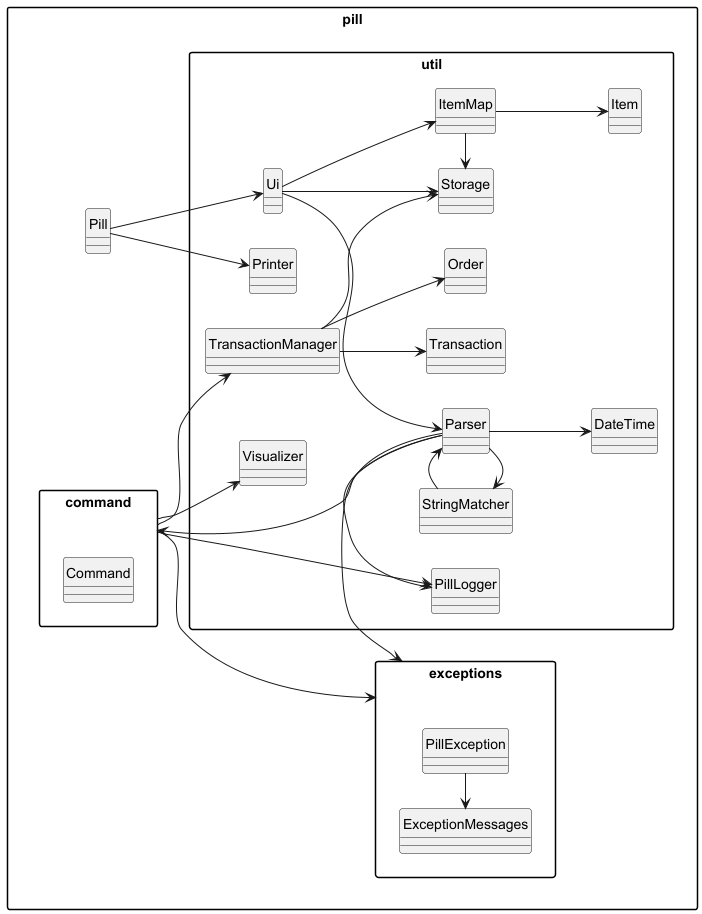 pill
util
ItemMap
Item
Ui
Storage
Pill
Printer
Order
TransactionManager
Transaction
Parser
DateTime
Visualizer
StringMatcher
command
Command
PillLogger
exceptions
PillException
ExceptionMessages